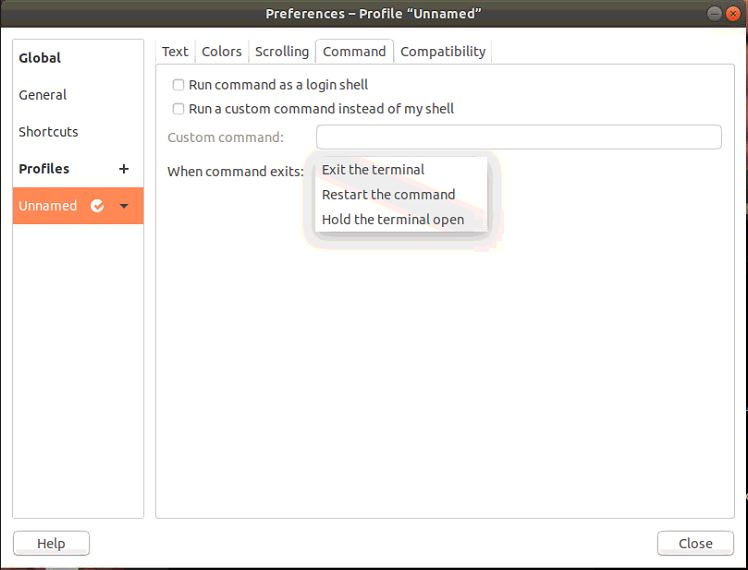 Preferences – Profile “Unnamed”
Global
General
Shortcuts
Profiles +
Unnamed
Text Colors Scrolling Command Compatibility
Run command as a login shell
Run a custom command instead of my shell
Custom command:
When command exits:
Exit the terminal
Restart the command
Hold the terminal open
Help
Close